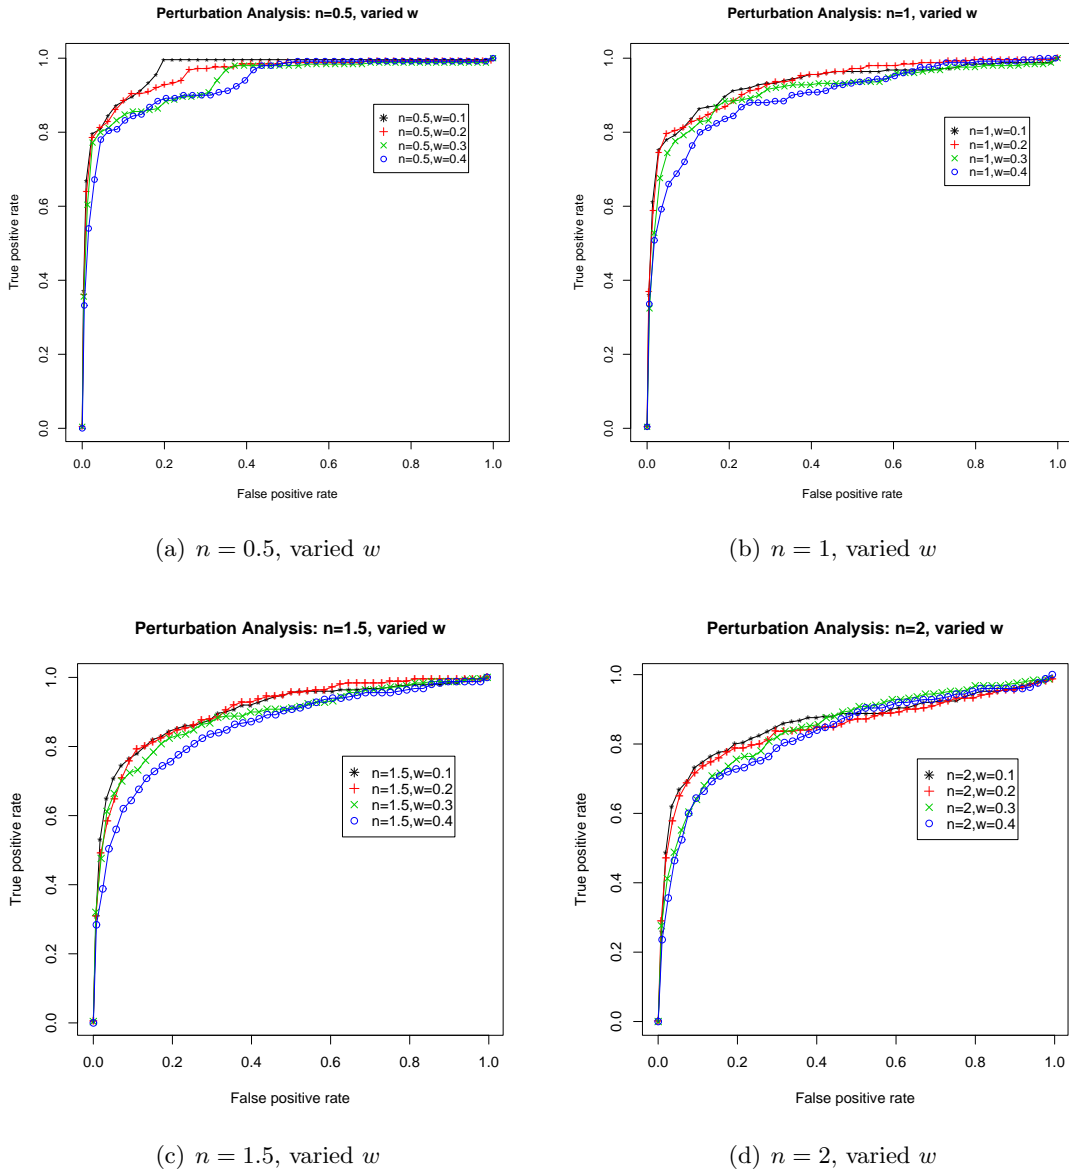 Perturbation Analysis: n=0.5, varied w
True positive rate
1.0
0.8
0.6
0.4
0.2
0.0
n=0.5,w=0.1
n=0.5,w=0.2
n=0.5,w=0.3
n=0.5,w=0.4
0.0 0.2 0.4 0.6 0.8 1.0
False positive rate
(a) n = 0.5, varied w
Perturbation Analysis: n=1, varied w
True positive rate
1.0
0.8
0.6
0.4
0.2
0.0
n=1,w=0.1
n=1,w=0.2
n=1,w=0.3
n=1,w=0.4
0.0 0.2 0.4 0.6 0.8 1.0
False positive rate
(b) n = 1, varied w
Perturbation Analysis: n=1.5, varied w
True positive rate
1.0
0.8
0.6
0.4
0.2
0.0
n=1.5,w=0.1
n=1.5,w=0.2
n=1.5,w=0.3
n=1.5,w=0.4
0.0 0.2 0.4 0.6 0.8 1.0
False positive rate
(c) n = 1.5, varied w
Perturbation Analysis: n=2, varied w
True positive rate
1.0
0.8
0.6
0.4
0.2
0.0
n=2,w=0.1
n=2,w=0.2
n=2,w=0.3
n=2,w=0.4
0.0 0.2 0.4 0.6 0.8 1.0
False positive rate
(d) n = 2, varied w